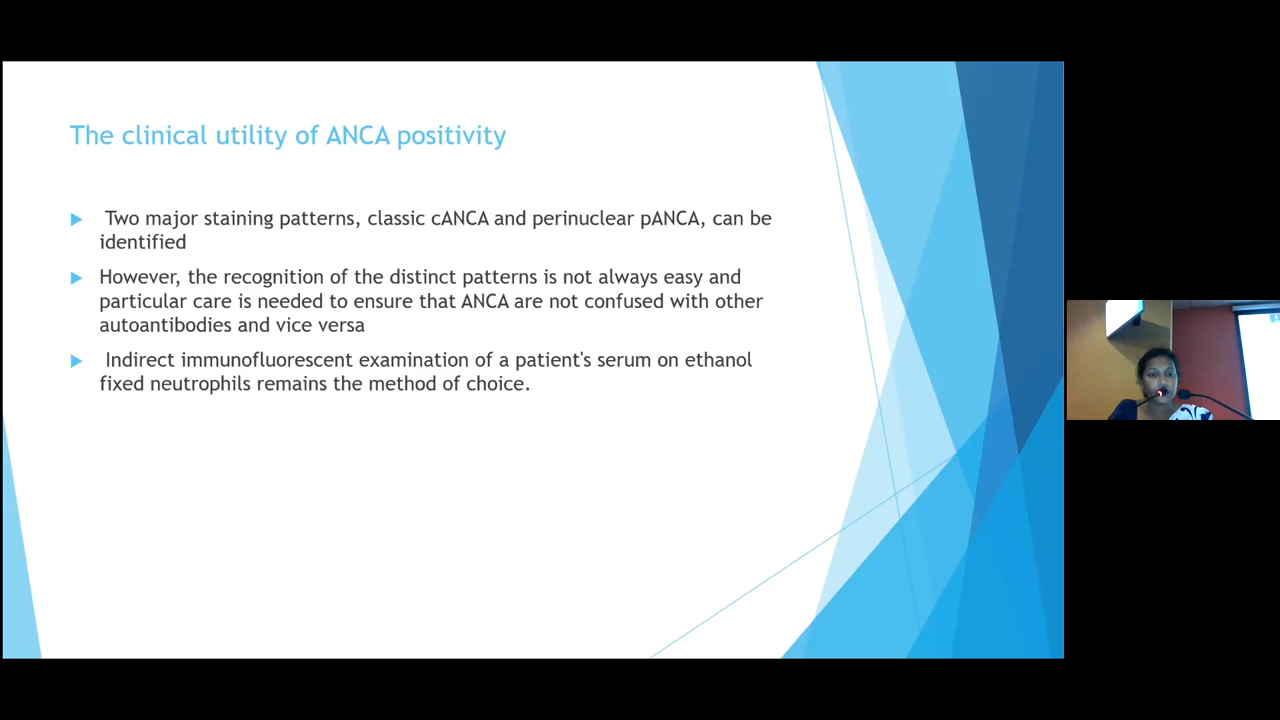 The clinical utility of ANCA positivity
Two major staining patterns, classic cANCA and perinuclear pANCA, can be
identified
However, the recognition of the distinct patterns is not always easy and
particular care is needed to ensure that ANCA are not confused with other
autoantibodies and vice versa
Indirect immunofluorescent examination of a patient's serum on ethanol
fixed neutrophils remains the method of choice.